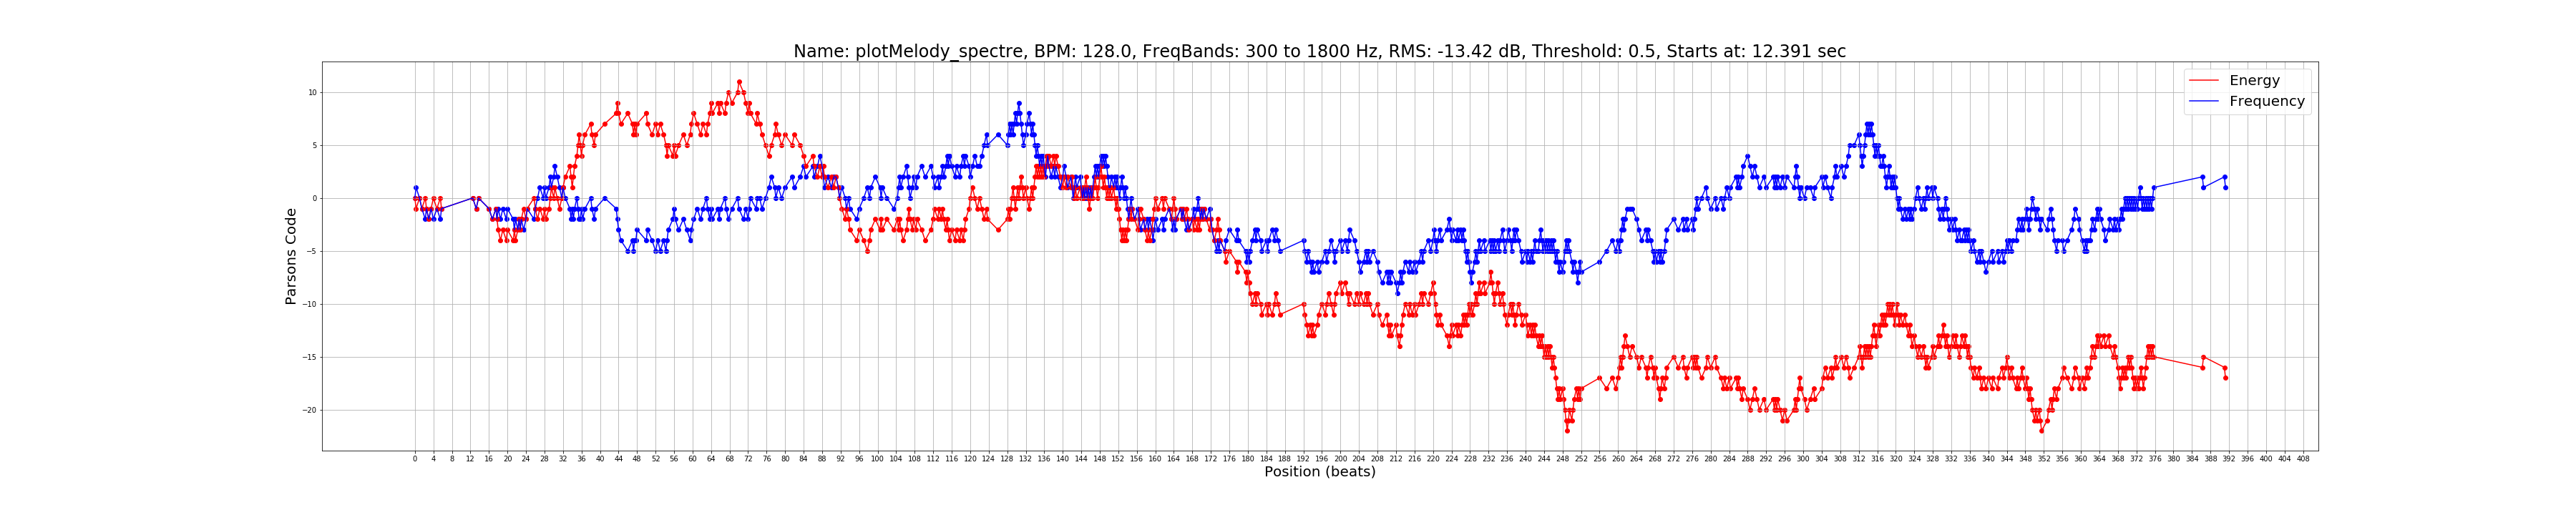 Name: plotMelody_spectre, BPM: 128.0, FreqBands: 300 to 1800 Hz, RMS: -13.42 dB, Threshold: 0.5, Starts at: 12.391 sec
Energy
Frequency
Parsons Code
10
5
0
−5
−10
−15
−20
0 4 8 12 16 20 24 28 32 36 40 44 48 52 56 60 64 68 72 76 80 84 88 92 96 100 104 108 112 116 120 124 128 132 136 140 144 148 152 156 160 164 168 172 176 180 184 188 192 196 200 204 208 212 216 220 224 228 232 236 240 244 248 252 256 260 264 268 272 276 280 284 288 292 296 300 304 308 312 316 320 324 328 332 336 340 344 348 352 356 360 364 368 372 376 380 384 388 392 396 400 404 408
Position (beats)